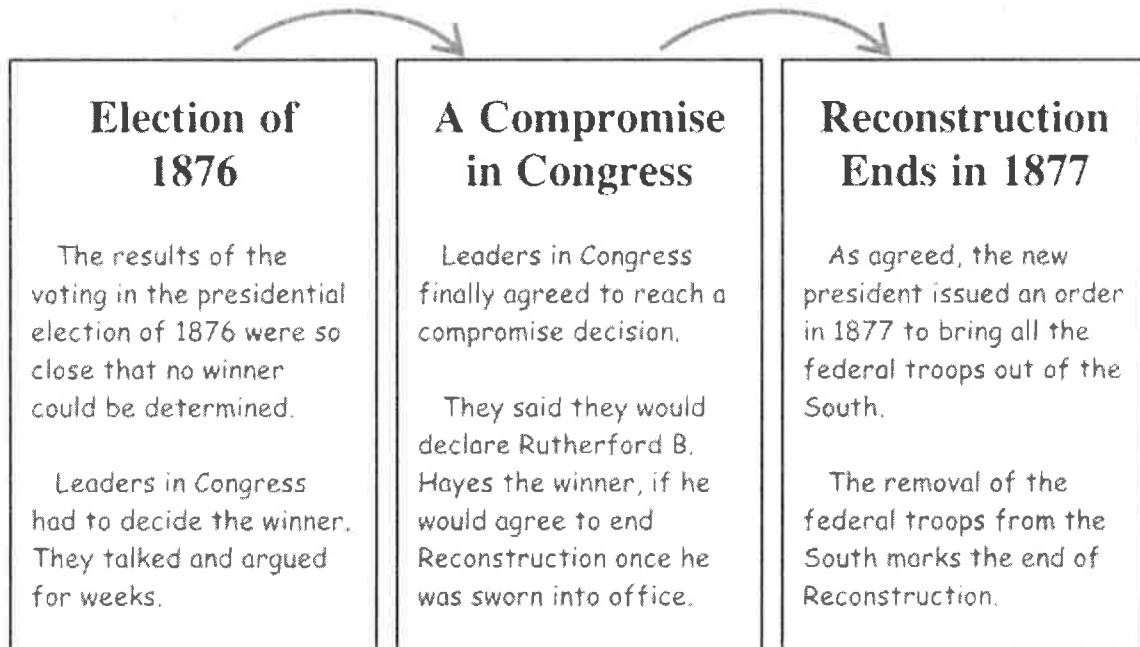 Election of
1876
The results of the
voting in the presidential
election of 1876 were so
close that no winner
could be determined.
Leaders in Congress
had to decide the winner.
They talked and argued
for weeks.
A Compromise
in Congress
Leaders in Congress
finally agreed to reach a
compromise decision.
They said they would
declare Rutherford B.
Hayes the winner, if he
would agree to end
Reconstruction once he
was sworn into office.
Reconstruction
Ends in 1877
As agreed, the new
president issued an order
in 1877 to bring all the
federal troops out of the
South.
The removal of the
federal troops from the
South marks the end of
Reconstruction.